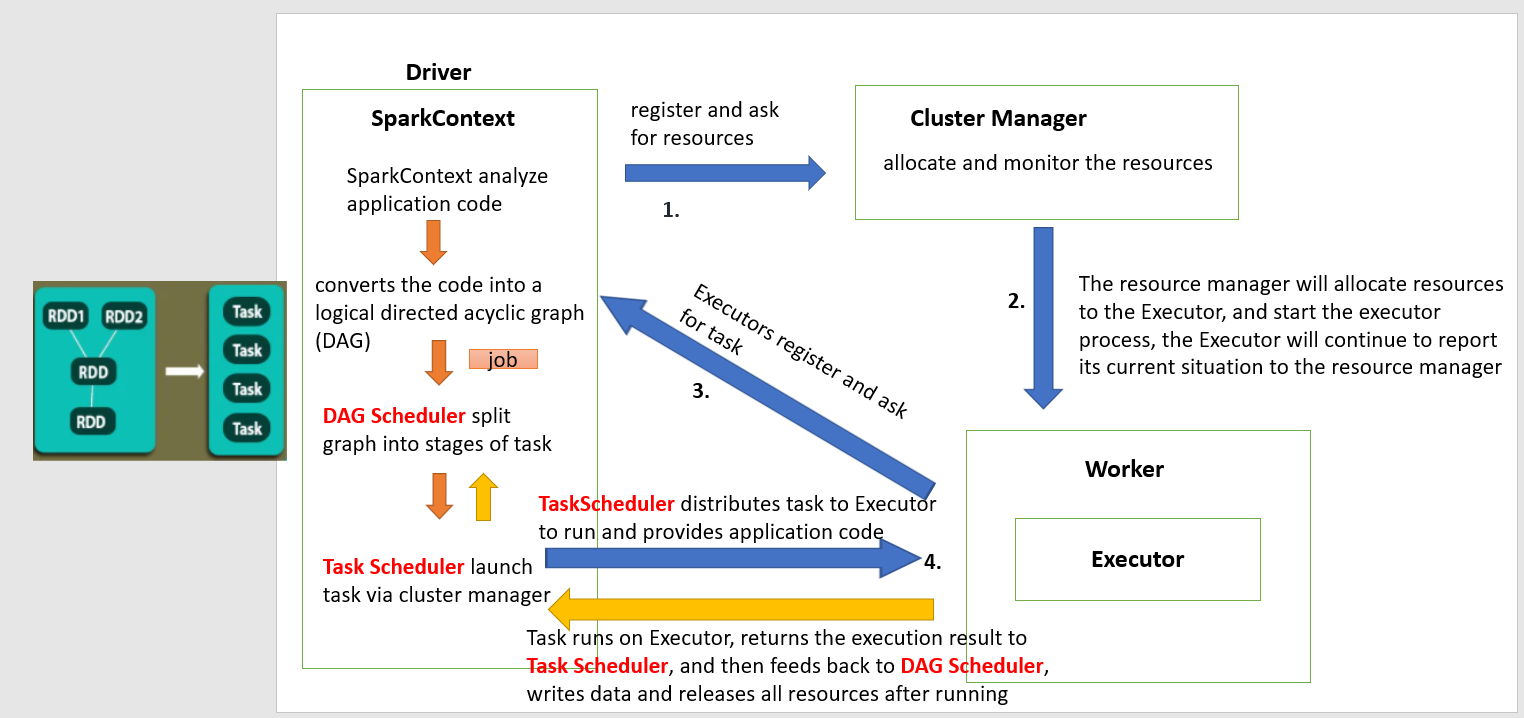 Driver
SparkContext
SparkContext analyze
application code
converts the code into a
logical directed acyclic graph
(DAG)
job
DAG Scheduler split
graph into stages of task
Task Scheduler launch
task via cluster manager
RDD1 RDD2
RDD
RDD
Task
Task
Task
Task
register and ask
for resources
1.
Cluster Manager
allocate and monitor the resources
2.
The resource manager will allocate resources
to the Executor, and start the executor
process, the Executor will continue to report
its current situation to the resource manager
Executors register and ask
for task
3.
Worker
Executor
TaskScheduler distributes task to Executor
to run and provides application code
4.
Task runs on Executor, returns the execution result to
Task Scheduler, and then feeds back to DAG Scheduler,
writes data and releases all resources after running